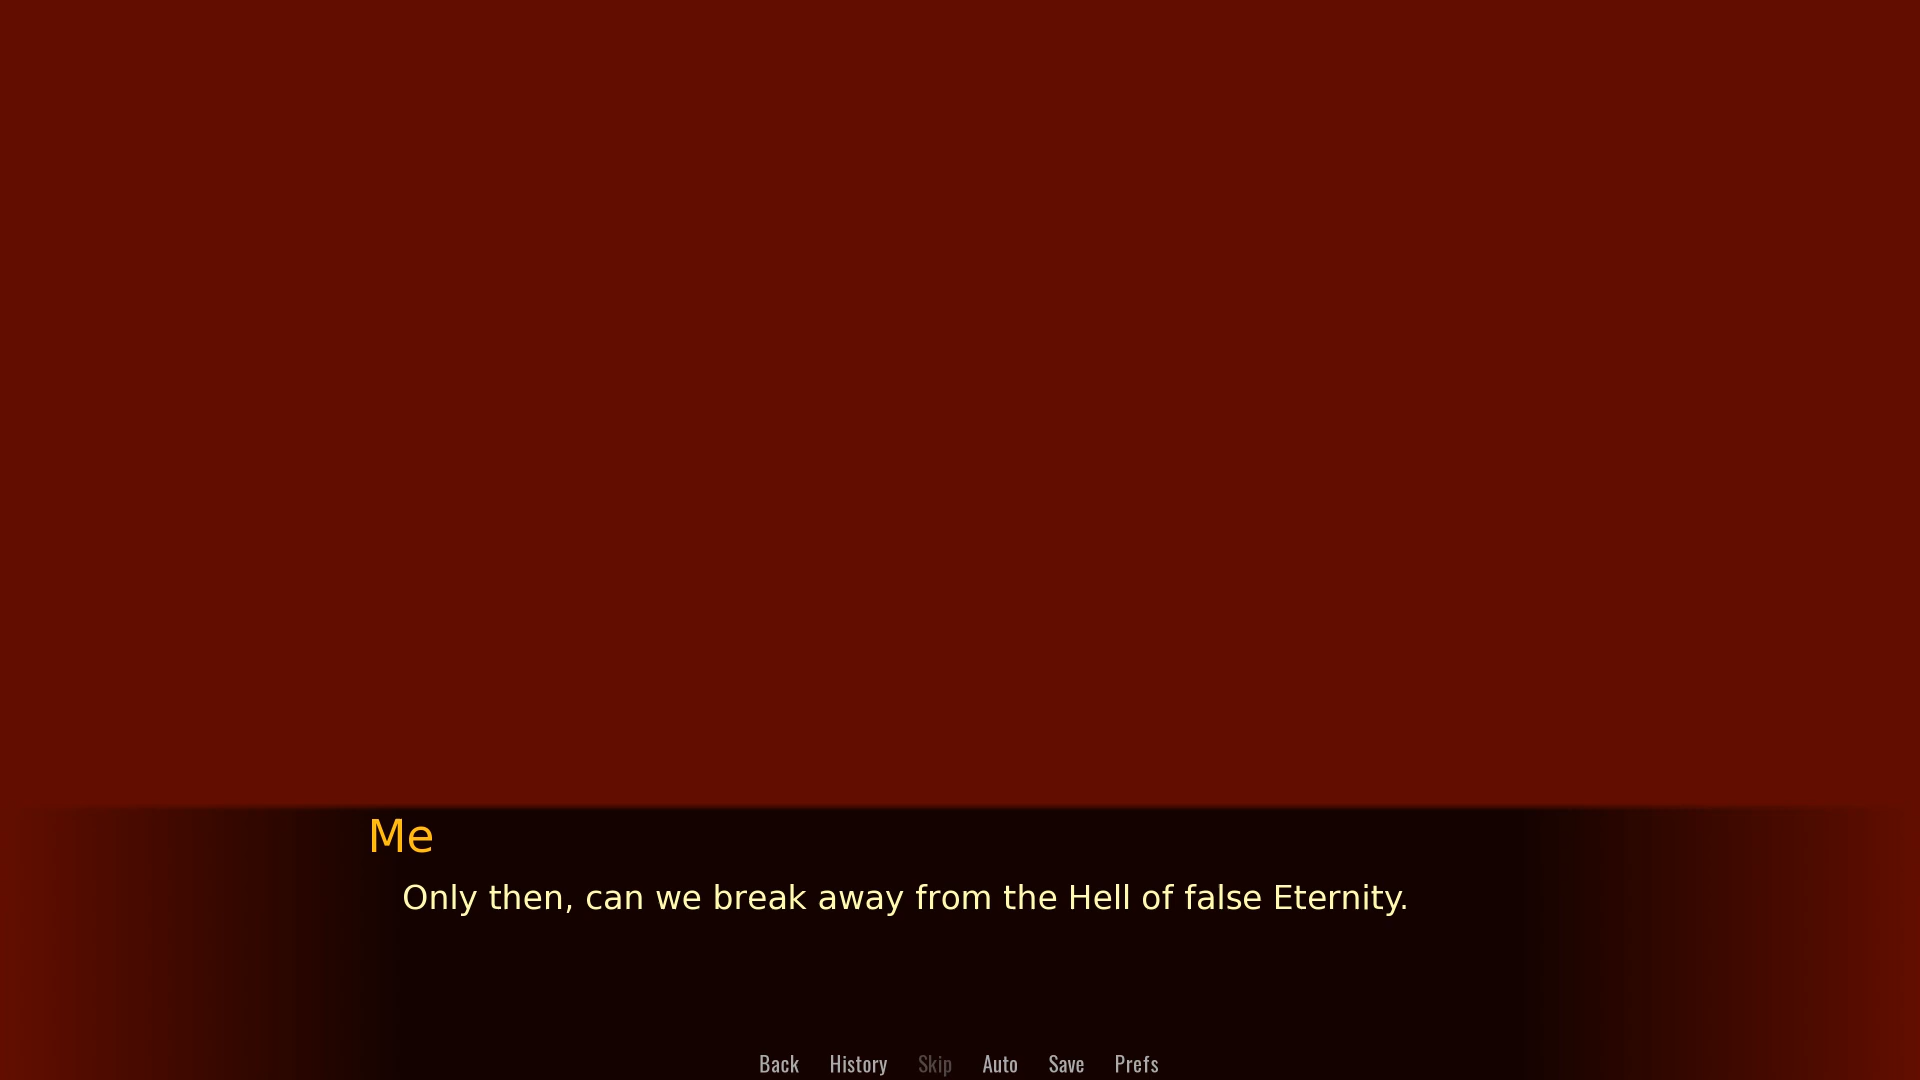 Me
Only then, can we break away from the Hell of false Eternity.
Back History Skip Auto Save Prefs